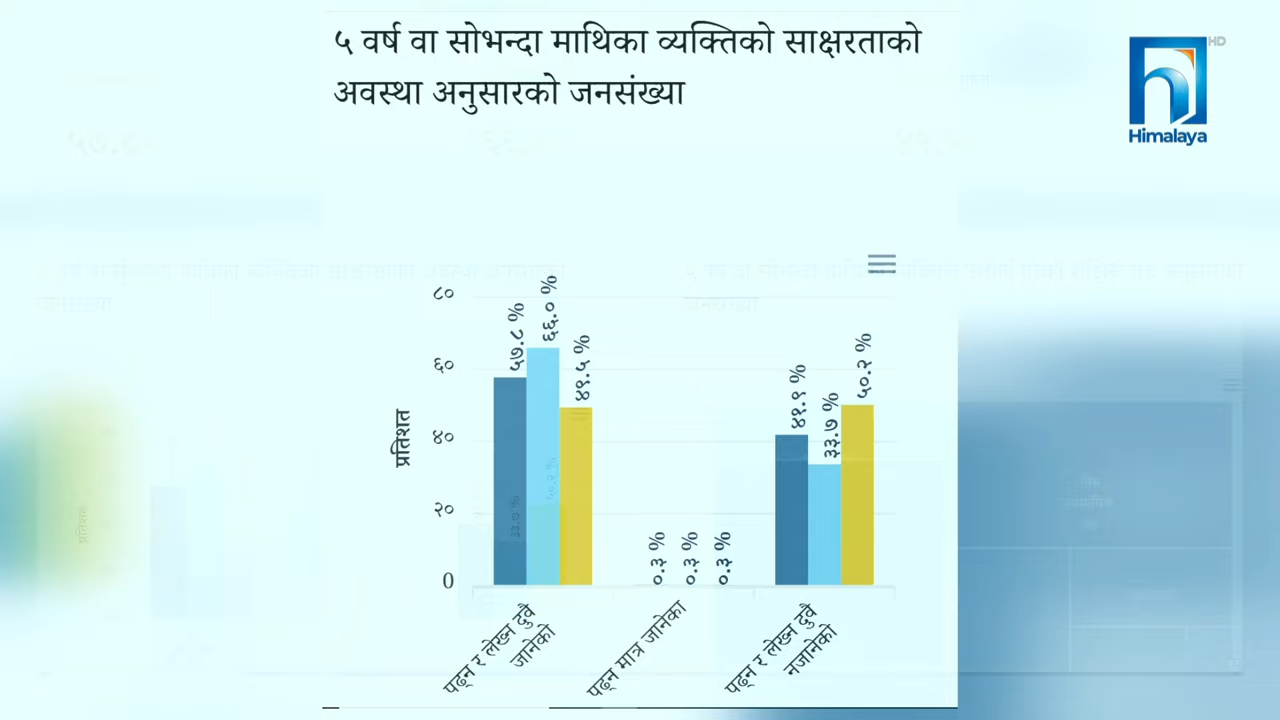 ५ वर्ष वा सोभन्दा माथिका व्यक्तिको साक्षरताको
अवस्था अनुसारको जनसंख्या
HD
Himalaya
प्रतिशत
८०
६०
४०
२०
0
५७.८ %
६६.० %
४९.५ %
०.३ %
०.३ %
०.३ %
४१.९ %
३३.७ %
५०.२ %
पढ्न र लेख्न दुवै
जानेको
पढ्न मात्र जानेका
पढ्न र लेख्न दुवै
नजानेको